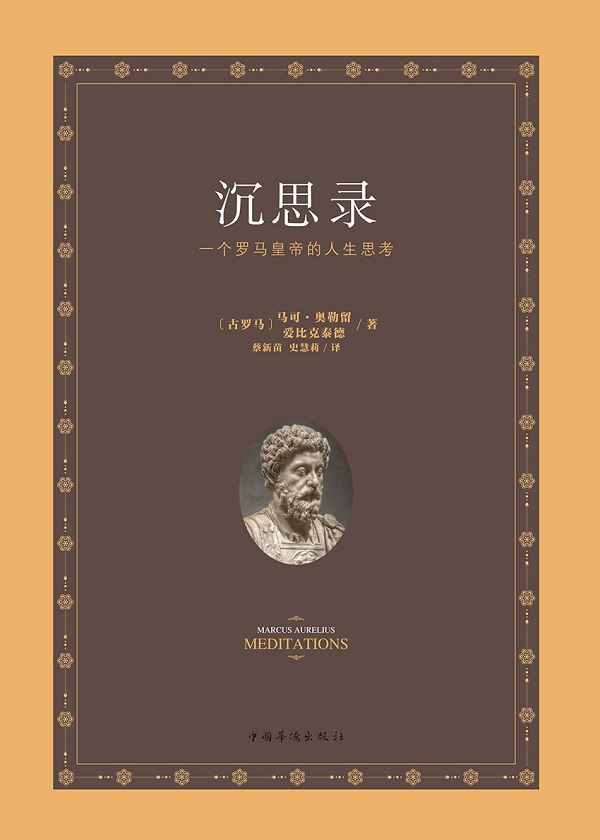 沉思录
一个罗马皇帝的人生思考
〔古罗马〕马可·奥勒留
爱比克泰德 / 著
蔡新苗 史慧莉 / 译
MARCUS AURELIUS
MEDITATIONS
中国华侨出版社